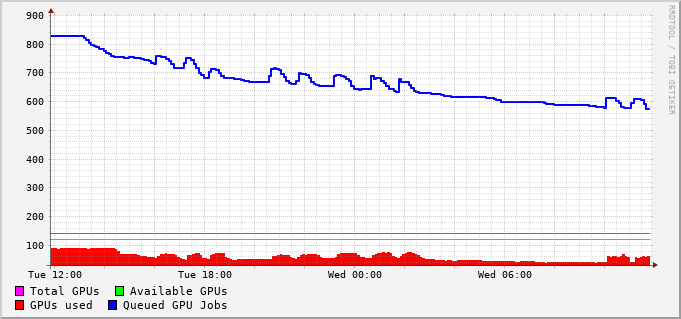 900
800
700
600
500
400
300
200
100
Tue 12:00 Tue 18:00 Wed 00:00 Wed 06:00
Total GPUs Available GPUs
GPUs used Queued GPU Jobs
RRDTOOL / TOBI OETIKER